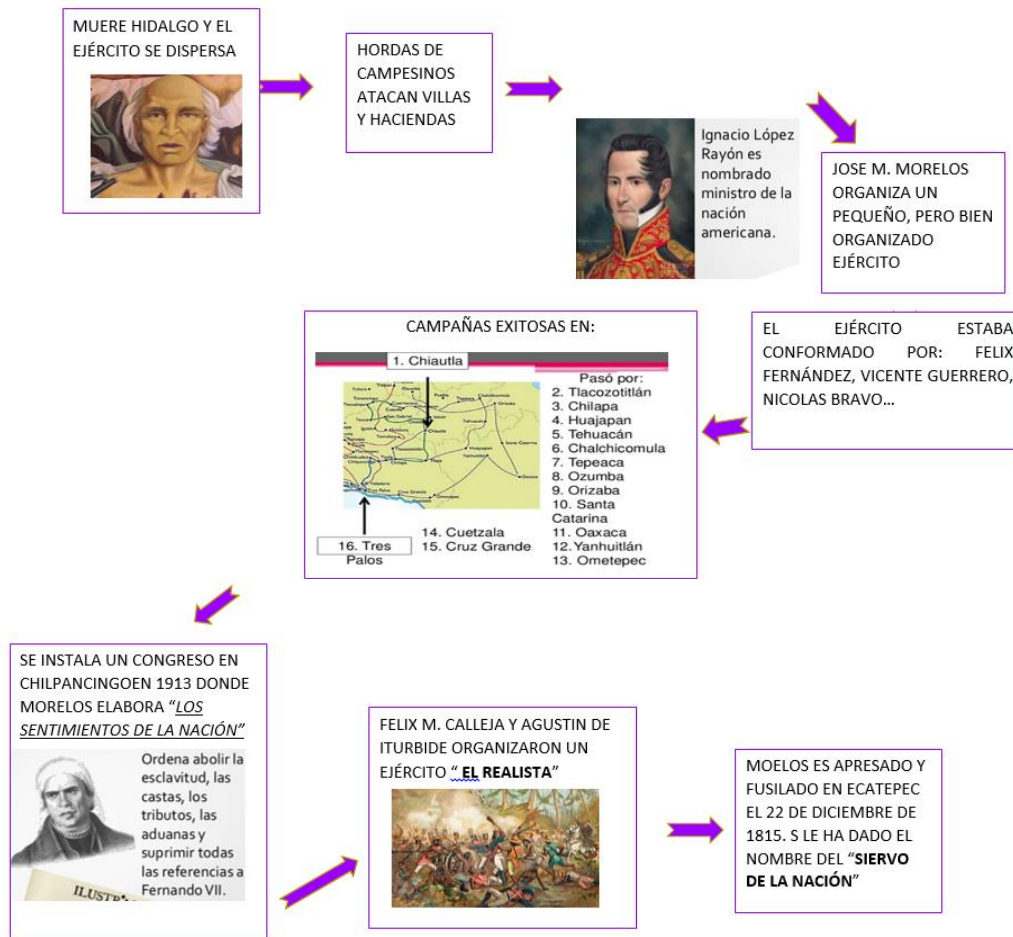 MUERE HIDALGO Y EL
EJÉRCITO SE DISPERSA
HORDAS DE
CAMPESINOS
ATACAN VILLAS
Y HACIENDAS
Ignacio López
Rayón es
nombrado
ministro de la
nación
americana.
JOSE M. MORELOS
ORGANIZA UN
PEQUEÑO, PERO BIEN
ORGANIZADO
EJÉRCITO
EL EJÉRCITO ESTABA
CONFORMADO POR: FELIX
FERNÁNDEZ, VICENTE GUERRERO,
NICOLAS BRAVO...
CAMPAÑAS EXITOSAS EN:
1. Chiautla
Pasó por:
2. Tlacozotitlán
3. Chilapa
4. Huajapan
5. Tehuacán
6. Chalchicomula
7. Tepeaca
8. Ozumba
9. Orizaba
10. Santa
Catarina
11. Oaxaca
12. Yanhuitlán
13. Ometepec
14. Cuetzala
15. Cruz Grande
16. Tres
Palos
SE INSTALA UN CONGRESO EN
CHILPANCINGOEN 1913 DONDE
MORELOS ELABORA “LOS
SENTIMIENTOS DE LA NACIÓN”
Ordena abolir la
esclavitud, las
castas, los
tributos, las
aduanas y
suprimir todas
las referencias a
Fernando VII.
FELIX M. CALLEJA Y AGUSTIN DE
ITURBIDE ORGANIZARON UN
EJÉRCITO “ EL REALISTA”
MOELOS ES APRESADO Y
FUSILADO EN ECATEPEC
EL 22 DE DICIEMBRE DE
1815. S LE HA DADO EL
NOMBRE DEL “SIERVO
DE LA NACIÓN”